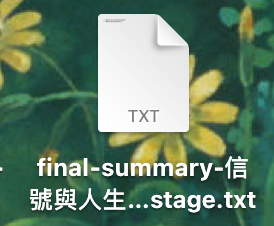 TXT
final-summary-信
號與人生...stage.txt